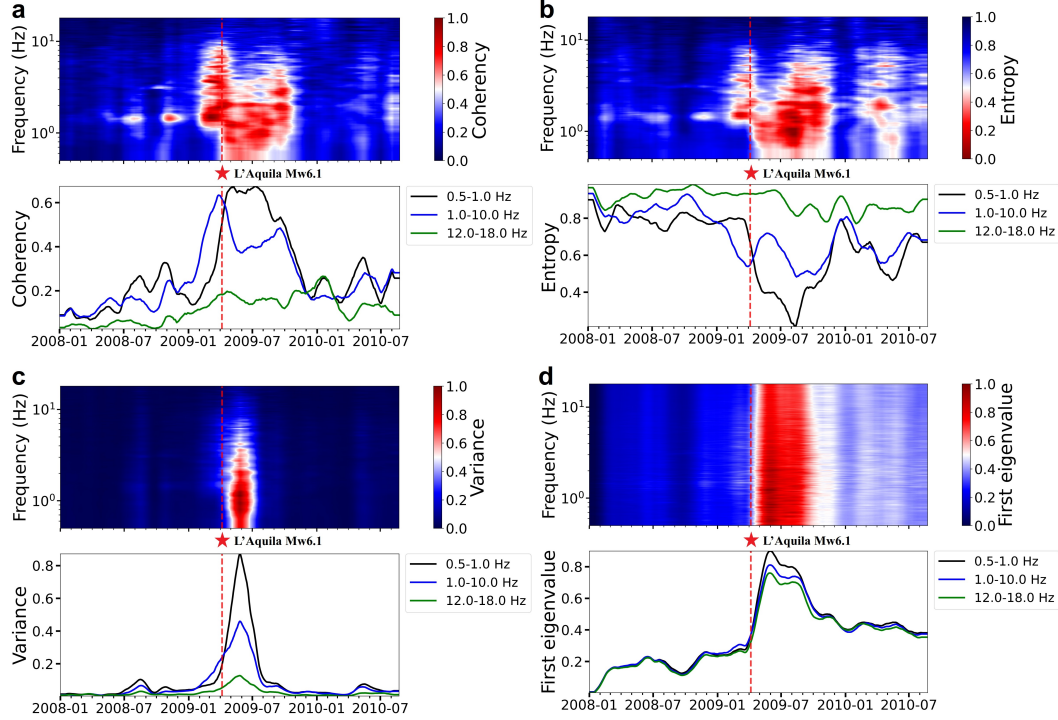 a
Frequency (Hz)
10¹
10⁰
1.0
0.8
0.6
0.4
0.2
0.0
Coherency
★ L'Aquila Mw6.1
Coherency
0.6
0.4
0.2
0.5-1.0 Hz
1.0-10.0 Hz
12.0-18.0 Hz
2008-01 2008-07 2009-01 2009-07 2010-01 2010-07
b
Frequency (Hz)
10¹
10⁰
1.0
0.8
0.6
0.4
0.2
0.0
Entropy
★ L'Aquila Mw6.1
Entropy
0.8
0.6
0.4
0.5-1.0 Hz
1.0-10.0 Hz
12.0-18.0 Hz
2008-01 2008-07 2009-01 2009-07 2010-01 2010-07
c
Frequency (Hz)
10¹
10⁰
1.0
0.8
0.6
0.4
0.2
0.0
Variance
★ L'Aquila Mw6.1
Variance
0.8
0.6
0.4
0.2
0.5-1.0 Hz
1.0-10.0 Hz
12.0-18.0 Hz
2008-01 2008-07 2009-01 2009-07 2010-01 2010-07
d
Frequency (Hz)
10¹
10⁰
1.0
0.8
0.6
0.4
0.2
0.0
First eigenvalue
★ L'Aquila Mw6.1
First eigenvalue
0.8
0.6
0.4
0.2
0.5-1.0 Hz
1.0-10.0 Hz
12.0-18.0 Hz
2008-01 2008-07 2009-01 2009-07 2010-01 2010-07